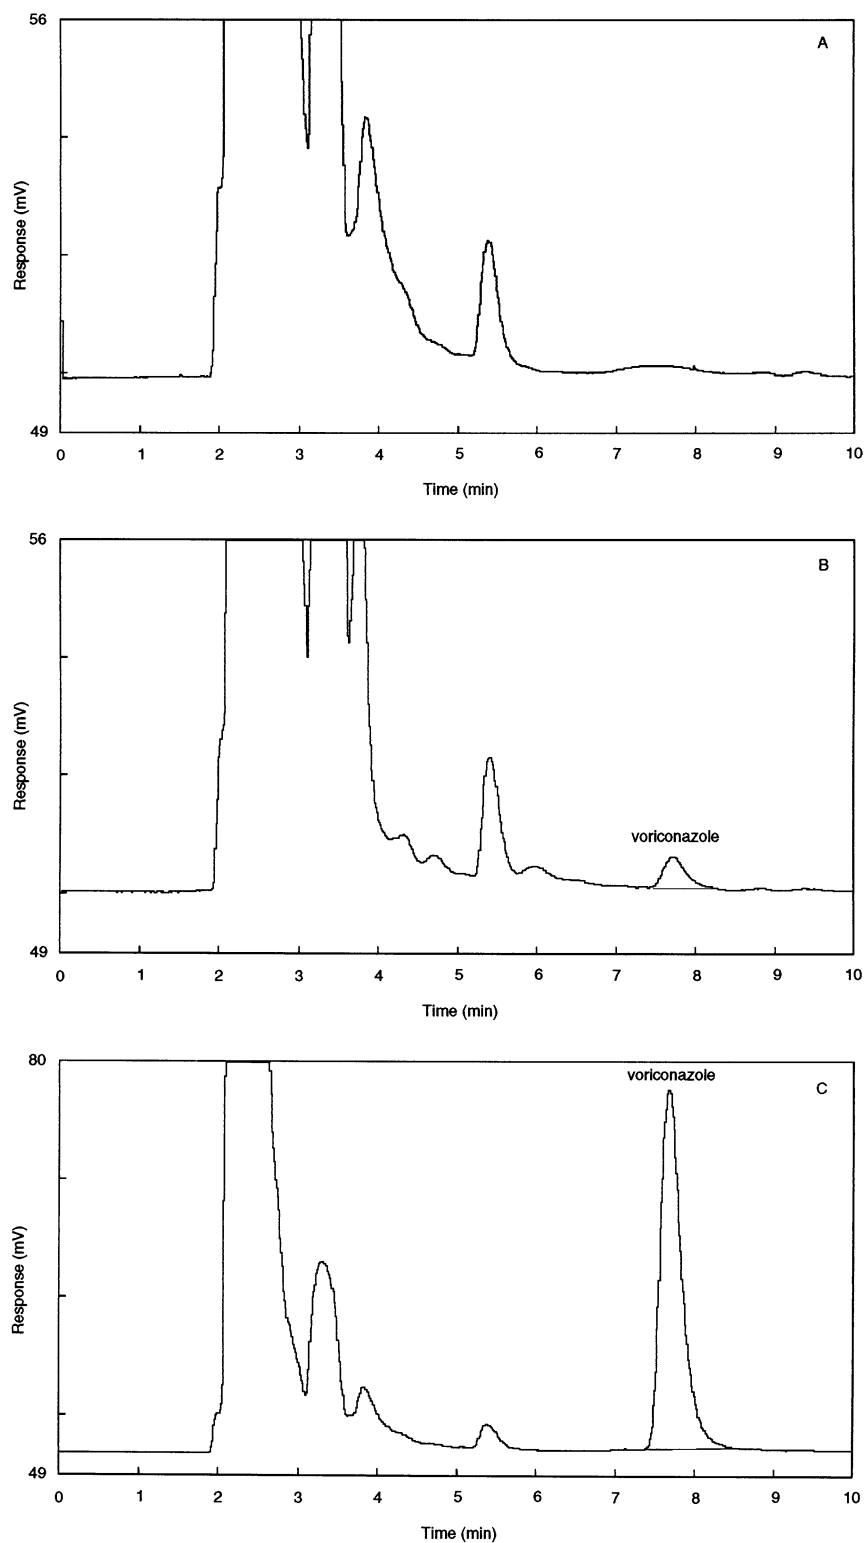 56
A
Response (mV)
49
0 1 2 3 4 5 6 7 8 9 10
Time (min)
56
B
Response (mV)
voriconazole
49
0 1 2 3 4 5 6 7 8 9 10
Time (min)
80
voriconazole
C
Response (mV)
49
0 1 2 3 4 5 6 7 8 9 10
Time (min)